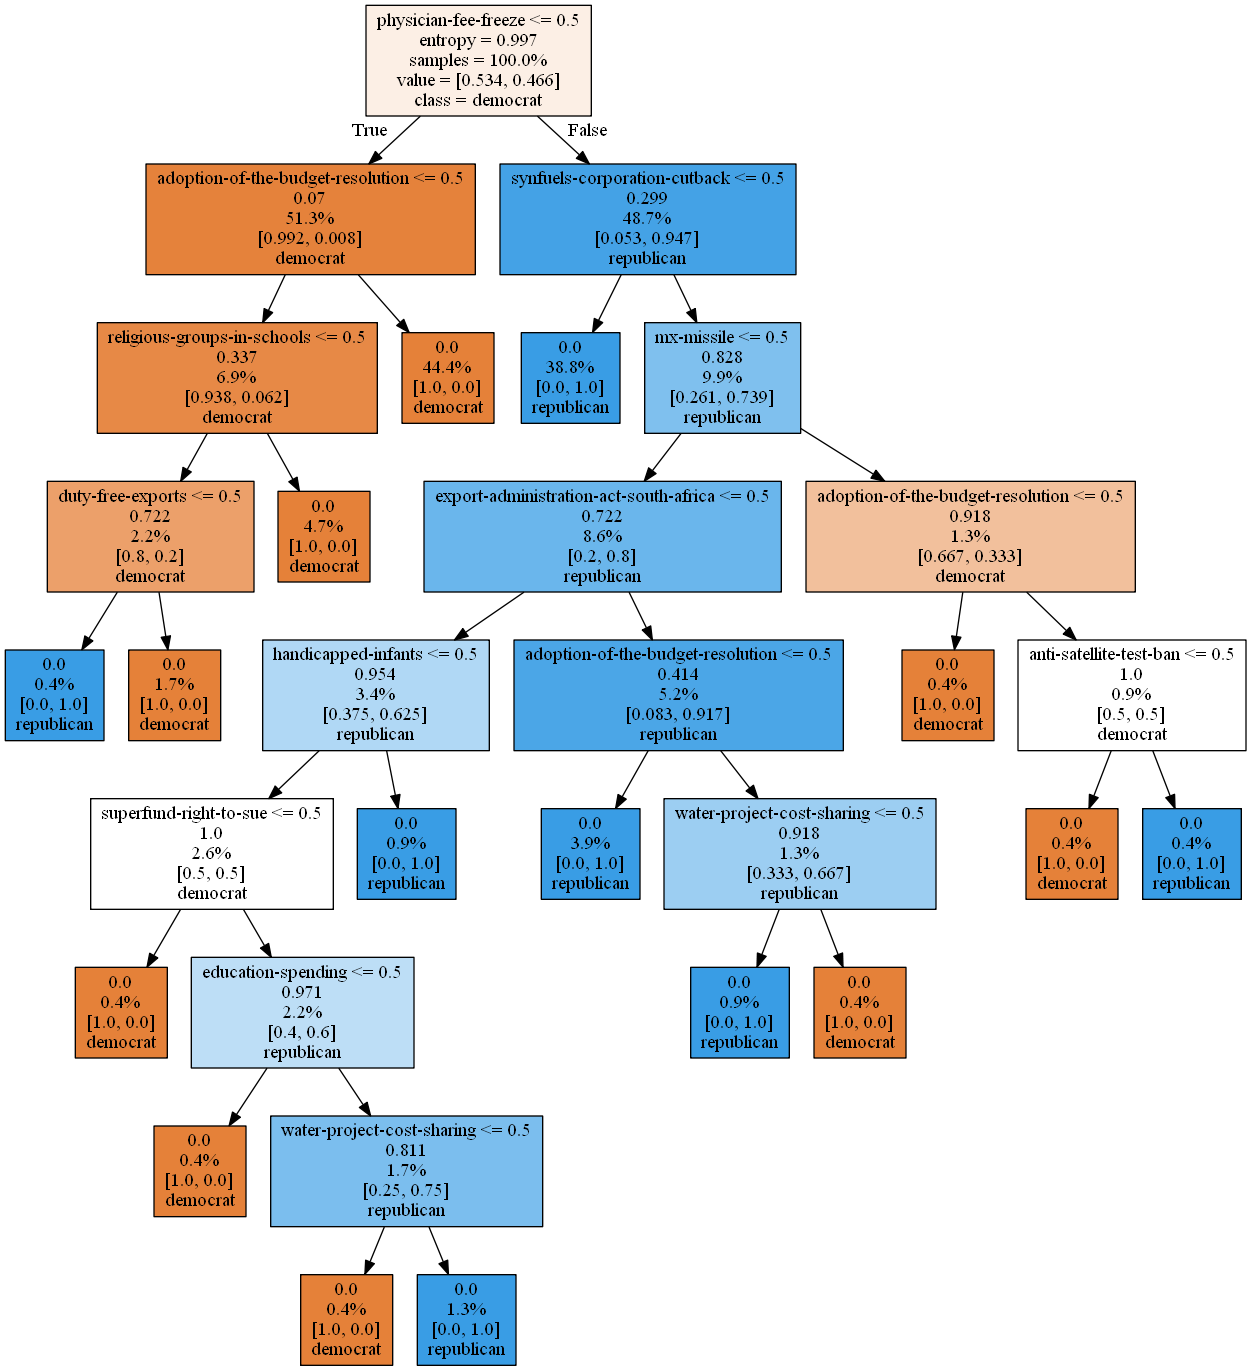 physician-fee-freeze <= 0.5
entropy = 0.997
samples = 100.0%
value = [0.534, 0.466]
class = democrat
True
False
adoption-of-the-budget-resolution <= 0.5
0.07
51.3%
[0.992, 0.008]
democrat
synfuels-corporation-cutback <= 0.5
0.299
48.7%
[0.053, 0.947]
republican
religious-groups-in-schools <= 0.5
0.337
6.9%
[0.938, 0.062]
democrat
0.0
44.4%
[1.0, 0.0]
democrat
0.0
38.8%
[0.0, 1.0]
republican
mx-missile <= 0.5
0.828
9.9%
[0.261, 0.739]
republican
duty-free-exports <= 0.5
0.722
2.2%
[0.8, 0.2]
democrat
0.0
4.7%
[1.0, 0.0]
democrat
export-administration-act-south-africa <= 0.5
0.722
8.6%
[0.2, 0.8]
republican
adoption-of-the-budget-resolution <= 0.5
0.918
1.3%
[0.667, 0.333]
democrat
0.0
0.4%
[0.0, 1.0]
republican
0.0
1.7%
[1.0, 0.0]
democrat
handicapped-infants <= 0.5
0.954
3.4%
[0.375, 0.625]
republican
adoption-of-the-budget-resolution <= 0.5
0.414
5.2%
[0.083, 0.917]
republican
0.0
0.4%
[1.0, 0.0]
democrat
anti-satellite-test-ban <= 0.5
1.0
0.9%
[0.5, 0.5]
democrat
superfund-right-to-sue <= 0.5
1.0
2.6%
[0.5, 0.5]
democrat
0.0
0.9%
[0.0, 1.0]
republican
0.0
3.9%
[0.0, 1.0]
republican
water-project-cost-sharing <= 0.5
0.918
1.3%
[0.333, 0.667]
republican
0.0
0.4%
[1.0, 0.0]
democrat
0.0
0.4%
[0.0, 1.0]
republican
0.0
0.4%
[1.0, 0.0]
democrat
education-spending <= 0.5
0.971
2.2%
[0.4, 0.6]
republican
0.0
0.9%
[0.0, 1.0]
republican
0.0
0.4%
[1.0, 0.0]
democrat
0.0
0.4%
[1.0, 0.0]
democrat
water-project-cost-sharing <= 0.5
0.811
1.7%
[0.25, 0.75]
republican
0.0
0.4%
[1.0, 0.0]
democrat
0.0
1.3%
[0.0, 1.0]
republican